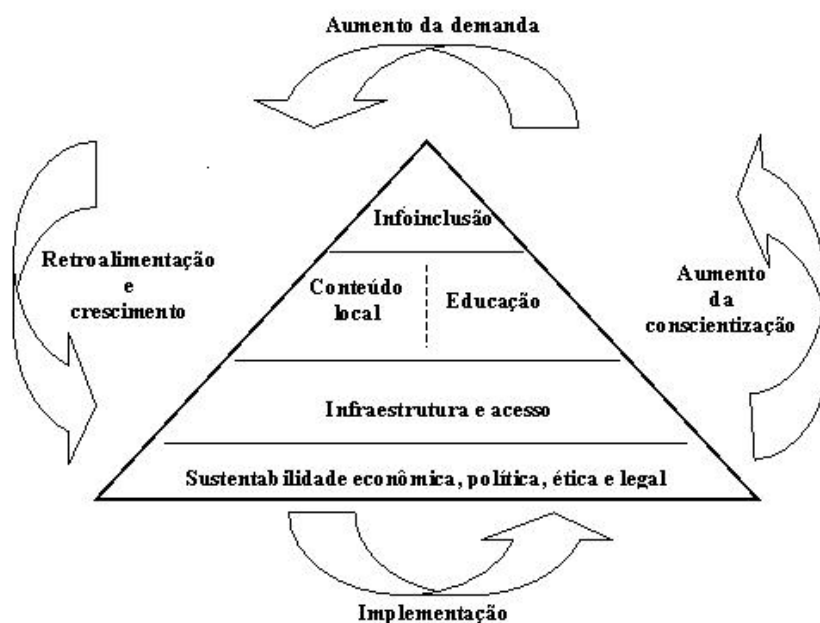 Aumento da demanda
Infoinclusão
Retroalimentação
e
crescimento
Conteúdo
local
Educação
Aumento
da
conscientização
Infraestrutura e acesso
Sustentabilidade econômica, política, ética e legal
Implementação